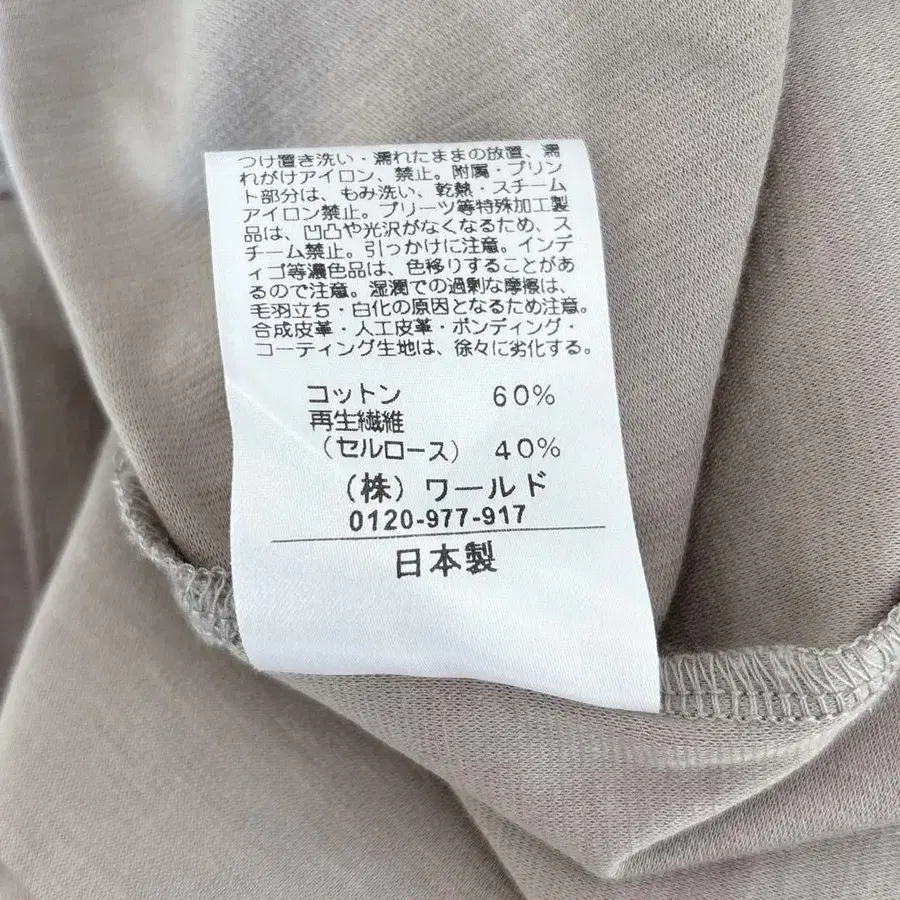 つけ置き洗い・濡れたままの放置、濡
れがけアイロン、禁止。附属・プリン
ト部分は、もみ洗い、乾熱・スチーム
アイロン禁止。プリーツ等特殊加工製
品は、凹凸や光沢がなくなるため、ス
チーム禁止。引っかけに注意。インデ
ィゴ等濃色品は、色移りすることがあ
るので注意。湿潤での過剰な摩擦は、
毛羽立ち・白化の原因となるため注意。
合成皮革・人工皮革・ボンディング・
コーティング生地は、徐々に劣化する。
コットン 60%
再生繊維
（セルロース） 40%
（株）ワールド
0120-977-917
日本製